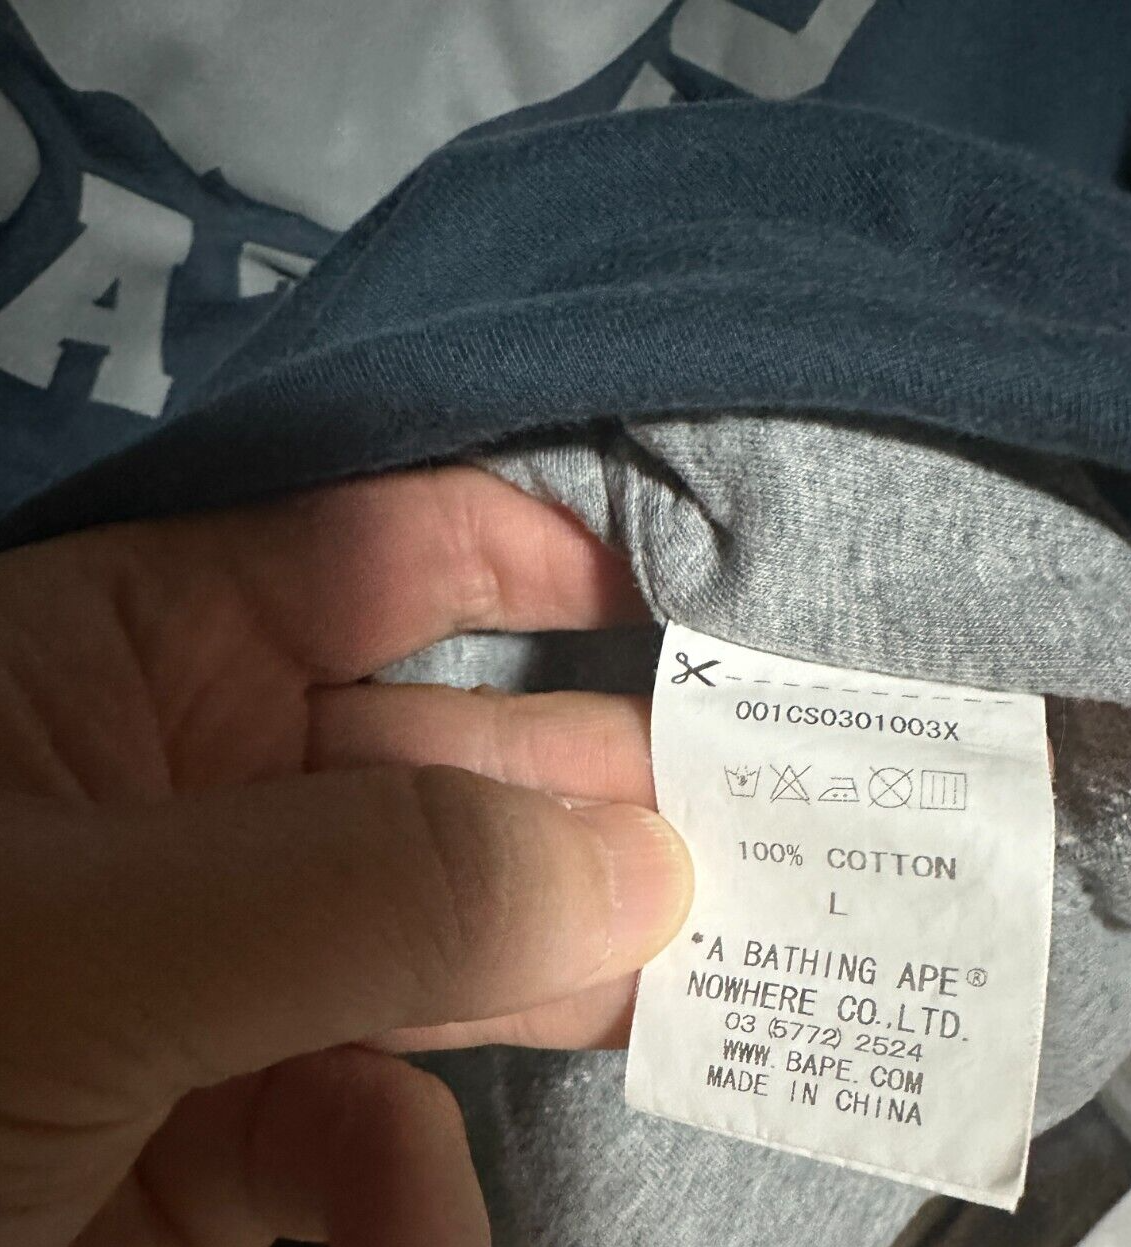 A
001CS0301003X
100% COTTON
L
*A BATHING APE®
NOWHERE CO.,LTD.
03 (5772) 2524
WWW. BAPE. COM
MADE IN CHINA